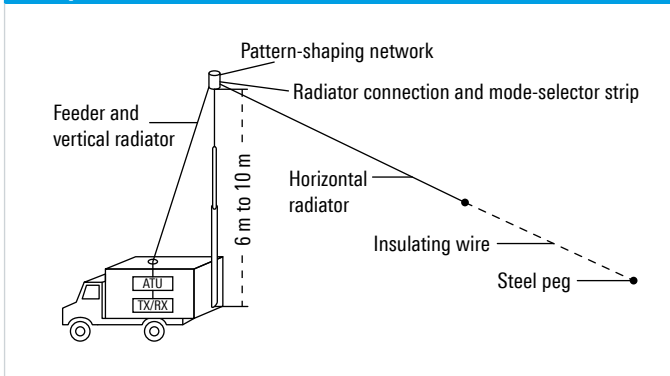 Pattern-shaping network
Radiator connection and mode-selector strip
Feeder and
vertical radiator
6 m to 10 m
Horizontal
radiator
Insulating wire
Steel peg
ATU
TX/RX